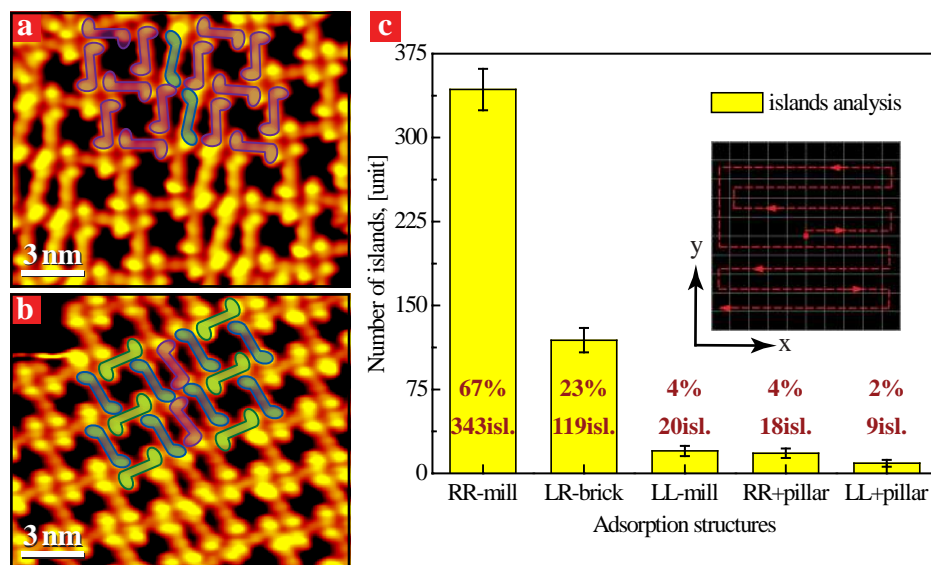 a
3 nm
b
3 nm
c
Number of islands, [unit]
375
300
225
150
75
0
islands analysis
y
x
67% 23% 4% 4% 2%
343isl. 119isl. 20isl. 18isl. 9isl.
RR-mill LR-brick LL-mill RR+pillar LL+pillar
Adsorption structures